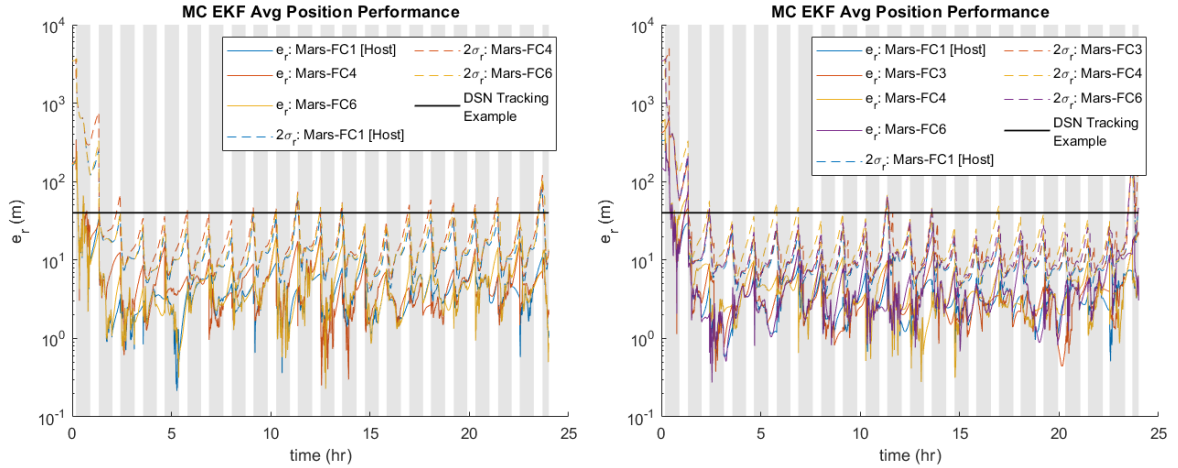 MC EKF Avg Position Performance
e_r: Mars-FC1 [Host]
e_r: Mars-FC4
e_r: Mars-FC6
2σ_r: Mars-FC1 [Host]
2σ_r: Mars-FC4
2σ_r: Mars-FC6
DSN Tracking
Example
10^4
10^3
10^2
10^1
10^0
10^-1
e_r (m)
0 5 10 15 20 25
time (hr)
MC EKF Avg Position Performance
e_r: Mars-FC1 [Host]
e_r: Mars-FC3
e_r: Mars-FC4
e_r: Mars-FC6
2σ_r: Mars-FC1 [Host]
2σ_r: Mars-FC3
2σ_r: Mars-FC4
2σ_r: Mars-FC6
DSN Tracking
Example
10^4
10^3
10^2
10^1
10^0
10^-1
e_r (m)
0 5 10 15 20 25
time (hr)